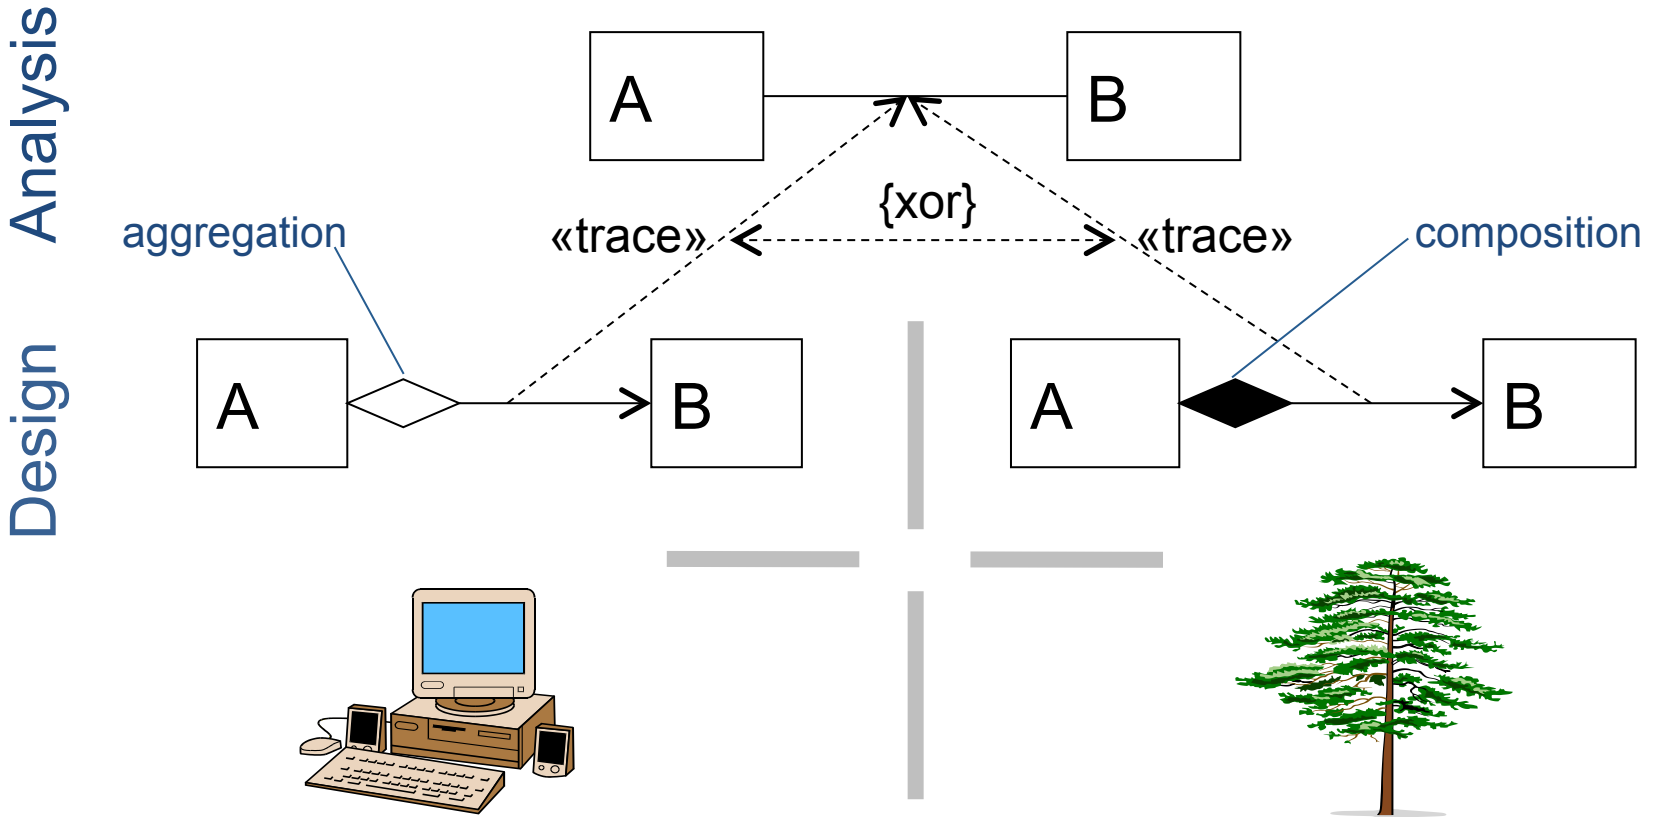 Analysis
A
B
{xor}
aggregation
«trace»
«trace»
composition
Design
A
B
A
B